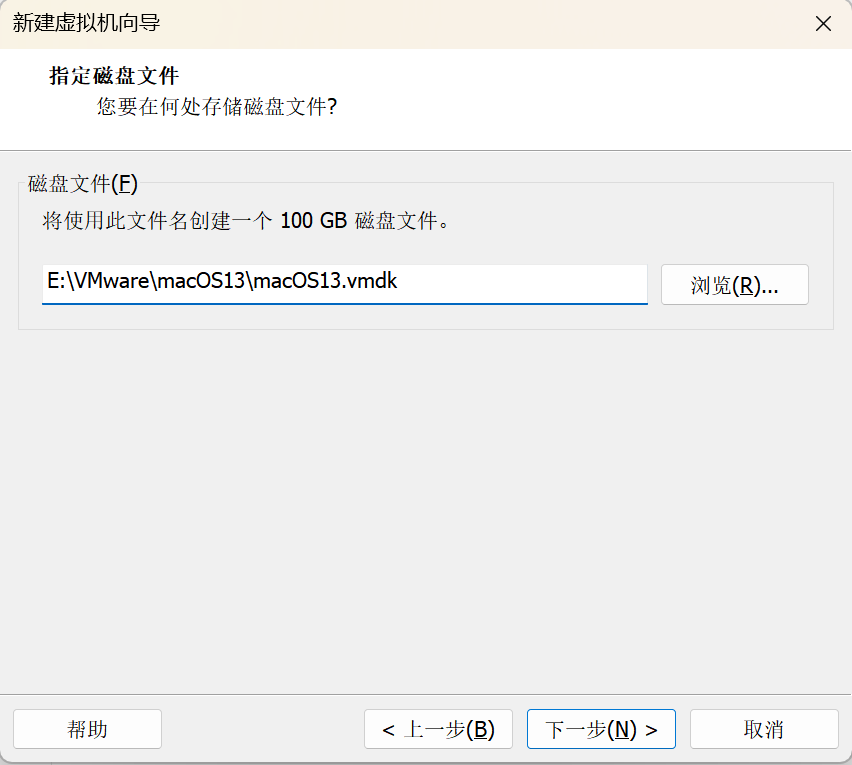 新建虚拟机向导
指定磁盘文件
您要在何处存储磁盘文件?
磁盘文件(F)
将使用此文件名创建一个 100 GB 磁盘文件。
E:\VMware\macOS13\macOS13.vmdk
浏览(R)...
帮助
< 上一步(B)
下一步(N) >
取消